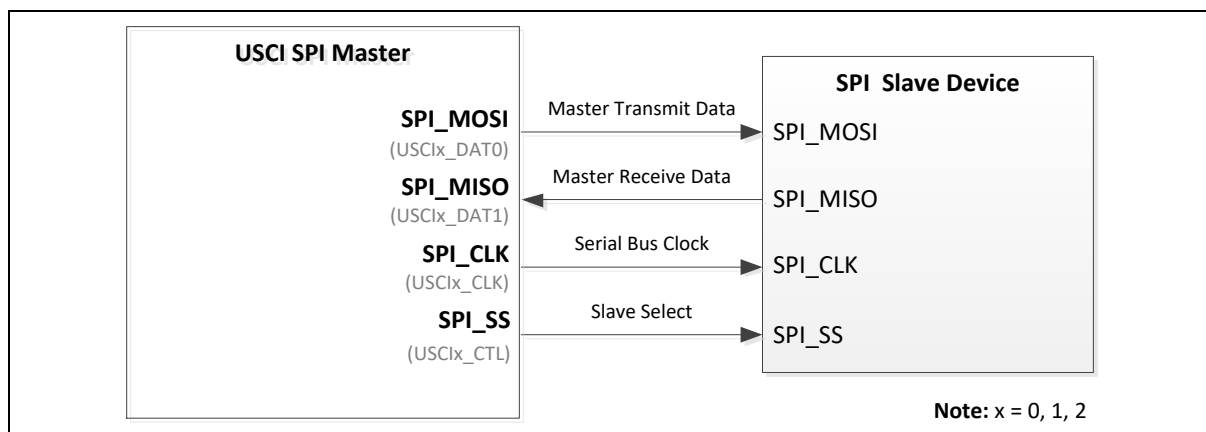 USCI SPI Master
SPI_MOSI
(USCIx_DAT0)
SPI_MISO
(USCIx_DAT1)
SPI_CLK
(USCIx_CLK)
SPI_SS
(USCIx_CTL)
Master Transmit Data
Master Receive Data
Serial Bus Clock
Slave Select
SPI Slave Device
SPI_MOSI
SPI_MISO
SPI_CLK
SPI_SS
Note: x = 0, 1, 2